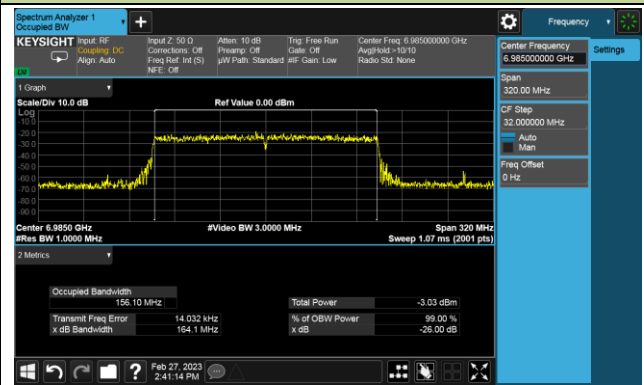 Spectrum Analyzer 1
Occupied BW
Frequency
KEYSIGHT
Input: RF
Coupling: DC
Align: Auto
Input Z: 50 Ω
Corrections: Off
Freq Ref: Int (S)
NFE: Off
Atten: 10 dB
Preamp: Off
µW Path: Standard
Trig: Free Run
Gate: Off
#IF Gain: Low
Center Freq: 6.985000000 GHz
Avg|Hold:>10/10
Radio Std: None
Center Frequency
6.985000000 GHz
Settings
Span
320.00 MHz
CF Step
32.000000 MHz
Auto
Man
Freq Offset
0 Hz
1 Graph
Scale/Div 10.0 dB
Ref Value 0.00 dBm
Log
-10.0
-20.0
-30.0
-40.0
-50.0
-60.0
-70.0
-80.0
-90.0
Center 6.9850 GHz
#Video BW 3.0000 MHz
Span 320 MHz
#Res BW 1.0000 MHz
Sweep 1.07 ms (2001 pts)
2 Metrics
Occupied Bandwidth
156.10 MHz
Total Power -3.03 dBm
Transmit Freq Error 14.032 kHz
% of OBW Power 99.00 %
x dB Bandwidth 164.1 MHz
x dB -26.00 dB
Feb 27, 2023
2:41:14 PM